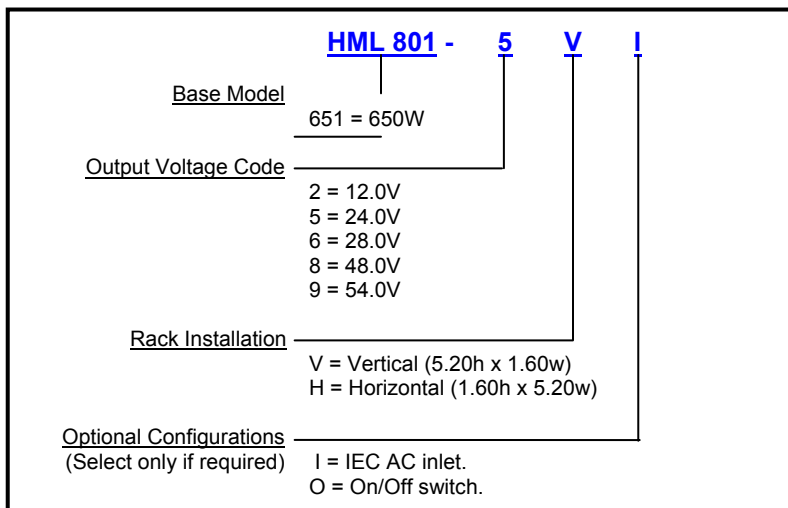 HML 801 - 5 V I
Base Model
651 = 650W
Output Voltage Code
2 = 12.0V
5 = 24.0V
6 = 28.0V
8 = 48.0V
9 = 54.0V
Rack Installation
V = Vertical (5.20h x 1.60w)
H = Horizontal (1.60h x 5.20w)
Optional Configurations
(Select only if required)
I = IEC AC inlet.
O = On/Off switch.